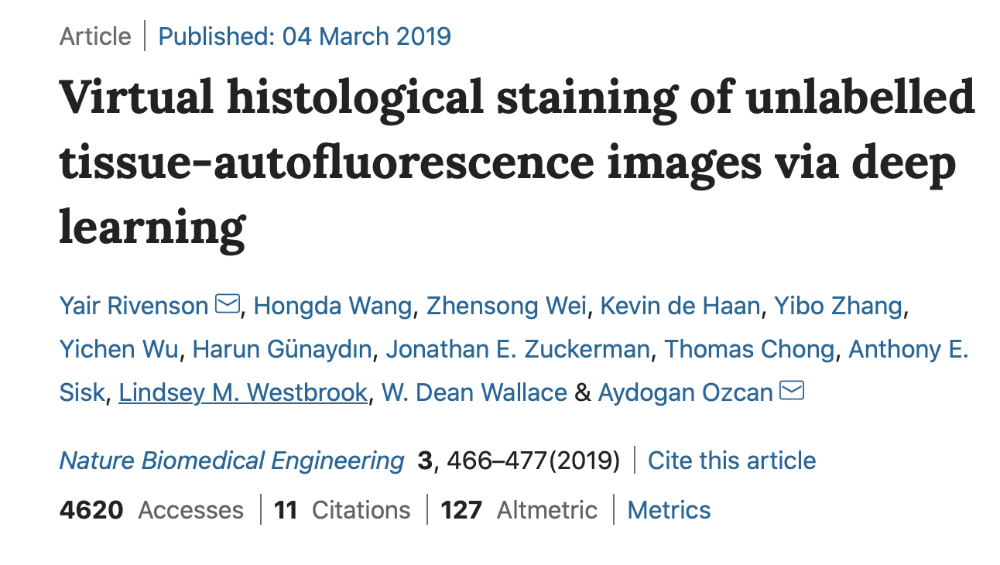 Article | Published: 04 March 2019
Virtual histological staining of unlabelled
tissue-autofluorescence images via deep
learning
Yair Rivenson, Hongda Wang, Zhensong Wei, Kevin de Haan, Yibo Zhang,
Yichen Wu, Harun Günaydın, Jonathan E. Zuckerman, Thomas Chong, Anthony E.
Sisk, Lindsey M. Westbrook, W. Dean Wallace & Aydogan Ozcan
Nature Biomedical Engineering 3, 466–477(2019) | Cite this article
4620 Accesses | 11 Citations | 127 Altmetric | Metrics